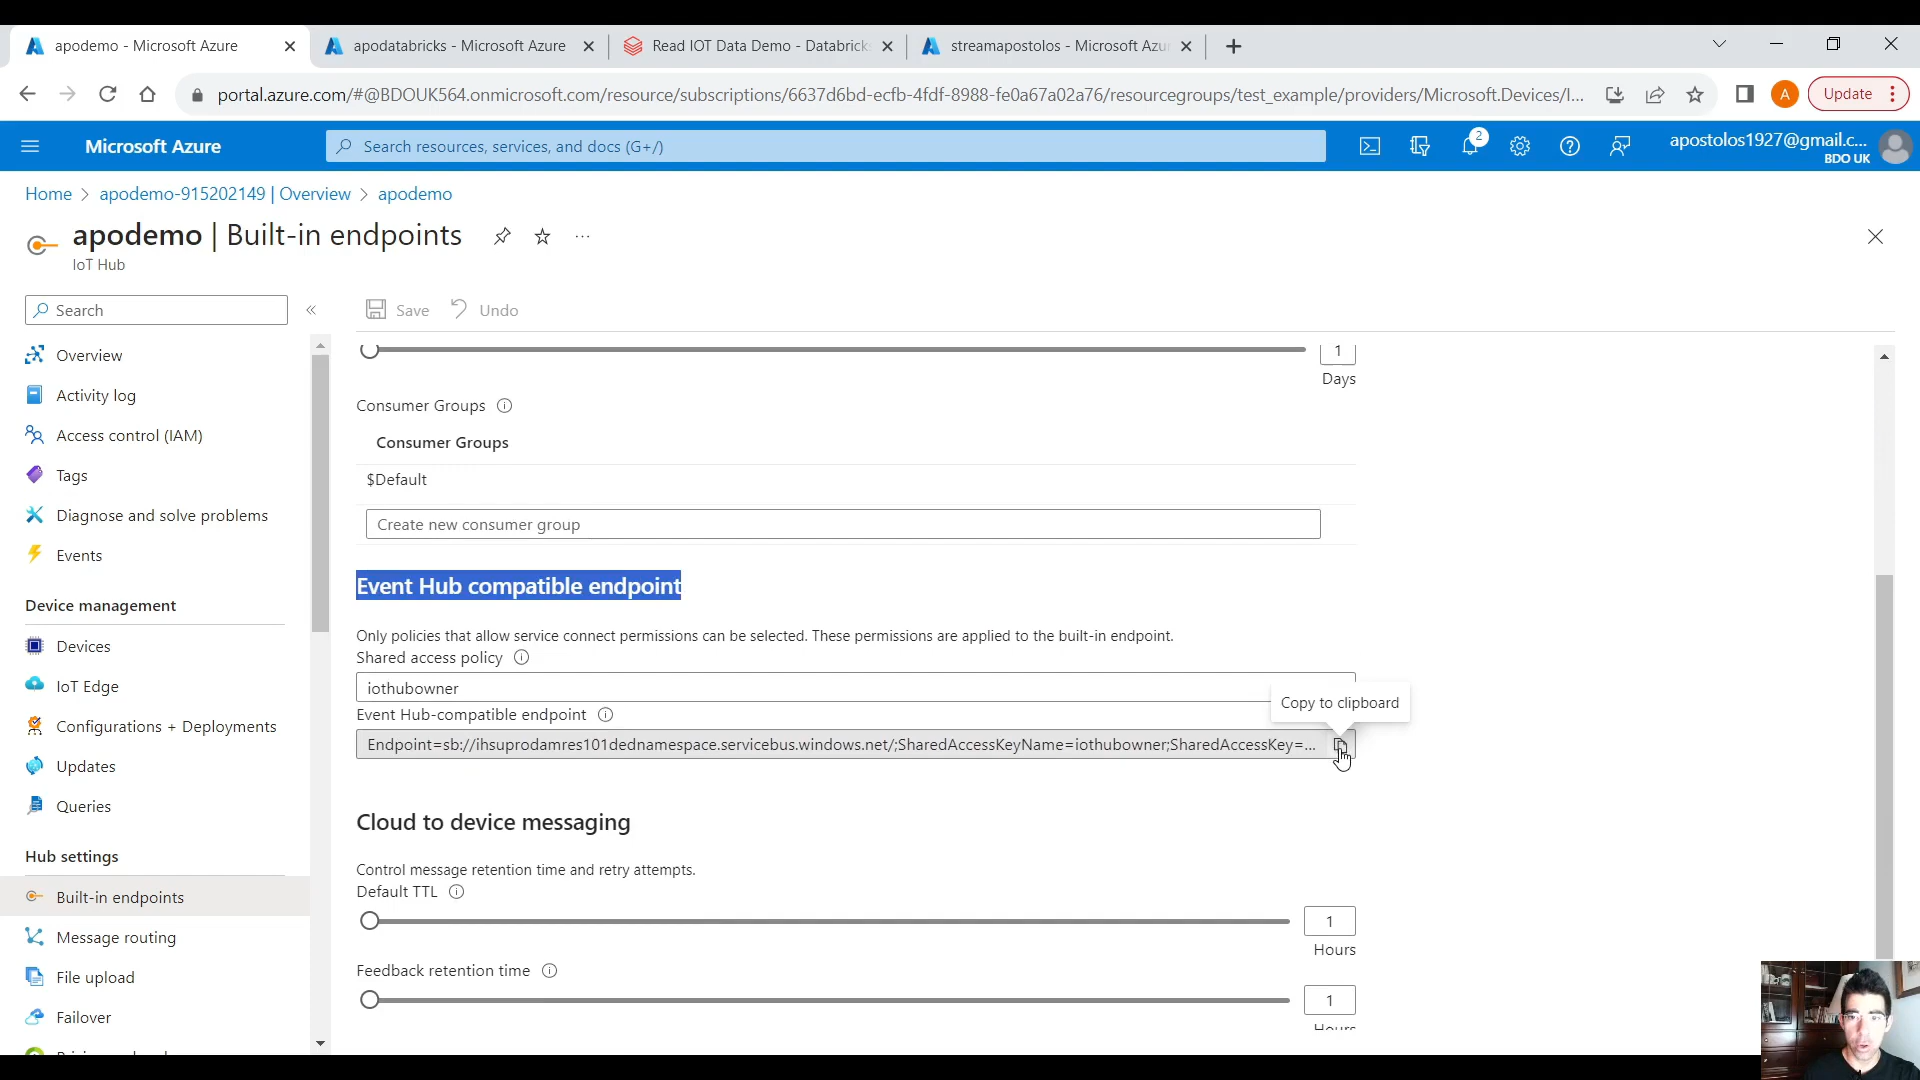 apodemo - Microsoft Azure
apodatabricks - Microsoft Azure
Read IOT Data Demo - Databrick
streamapostolos - Microsoft Azu
portal.azure.com/#@BDOUK564.onmicrosoft.com/resource/subscriptions/6637d6bd-ecfb-4fdf-8988-fe0a67a02a76/resourcegroups/test_example/providers/Microsoft.Devices/I...
A
Update
Microsoft Azure
Search resources, services, and docs (G+/)
2
apostolos1927@gmail.c...
BDO UK
Home > apodemo-915202149 | Overview > apodemo
apodemo | Built-in endpoints
IoT Hub
Search
Save
Undo
Overview
Activity log
Access control (IAM)
Tags
Diagnose and solve problems
Events
Device management
Devices
IoT Edge
Configurations + Deployments
Updates
Queries
Hub settings
Built-in endpoints
Message routing
File upload
Failover
1
Days
Consumer Groups
Consumer Groups
$Default
Create new consumer group
Event Hub compatible endpoint
Only policies that allow service connect permissions can be selected. These permissions are applied to the built-in endpoint.
Shared access policy
iothubowner
Copy to clipboard
Event Hub-compatible endpoint
Endpoint=sb://ihsuprodamres101dednamespace.servicebus.windows.net/;SharedAccessKeyName=iothubowner;SharedAccessKey=...
Cloud to device messaging
Control message retention time and retry attempts.
Default TTL
1
Hours
Feedback retention time
1
Hours